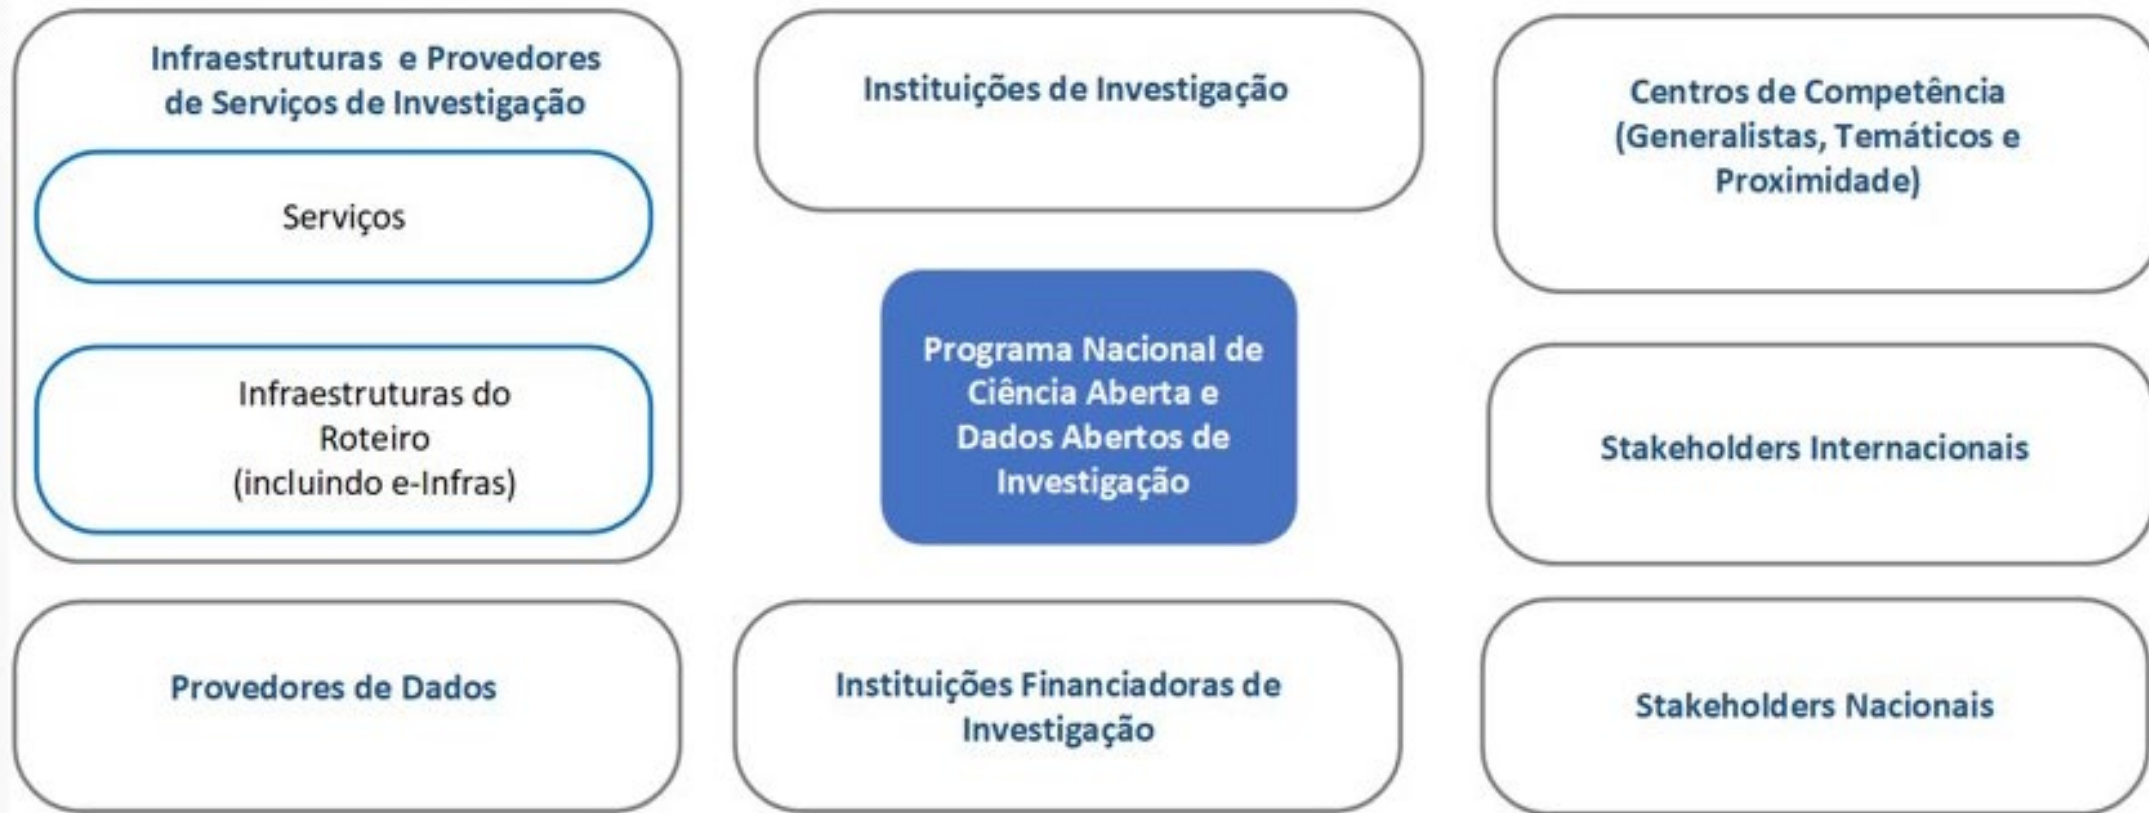 Infraestruturas e Provedores
de Serviços de Investigação
Serviços
Infraestruturas do
Roteiro
(incluindo e-Infras)
Provedores de Dados
Instituições de Investigação
Programa Nacional de
Ciência Aberta e
Dados Abertos de
Investigação
Instituições Financiadoras de
Investigação
Centros de Competência
(Generalistas, Temáticos e
Proximidade)
Stakeholders Internacionais
Stakeholders Nacionais